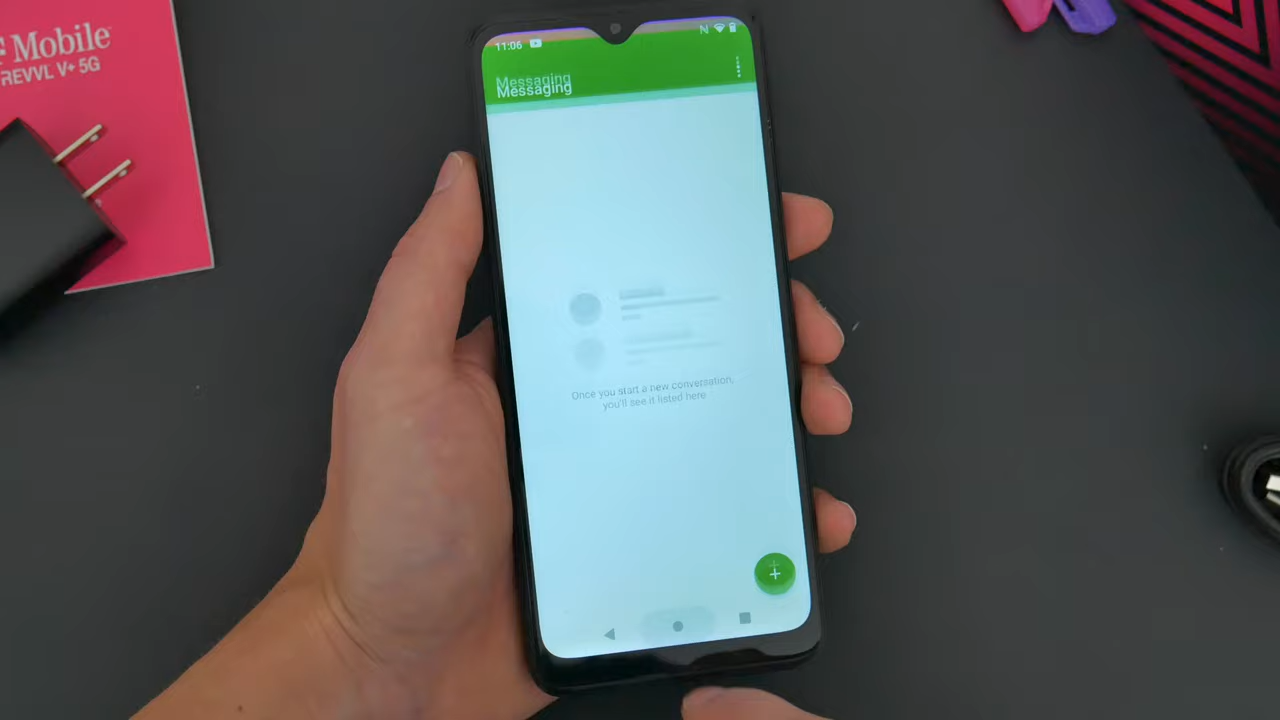 Mobile
REVVL V+ 5G
11:06
N
Messaging
Messaging
Once you start a new conversation,
you'll see it listed here